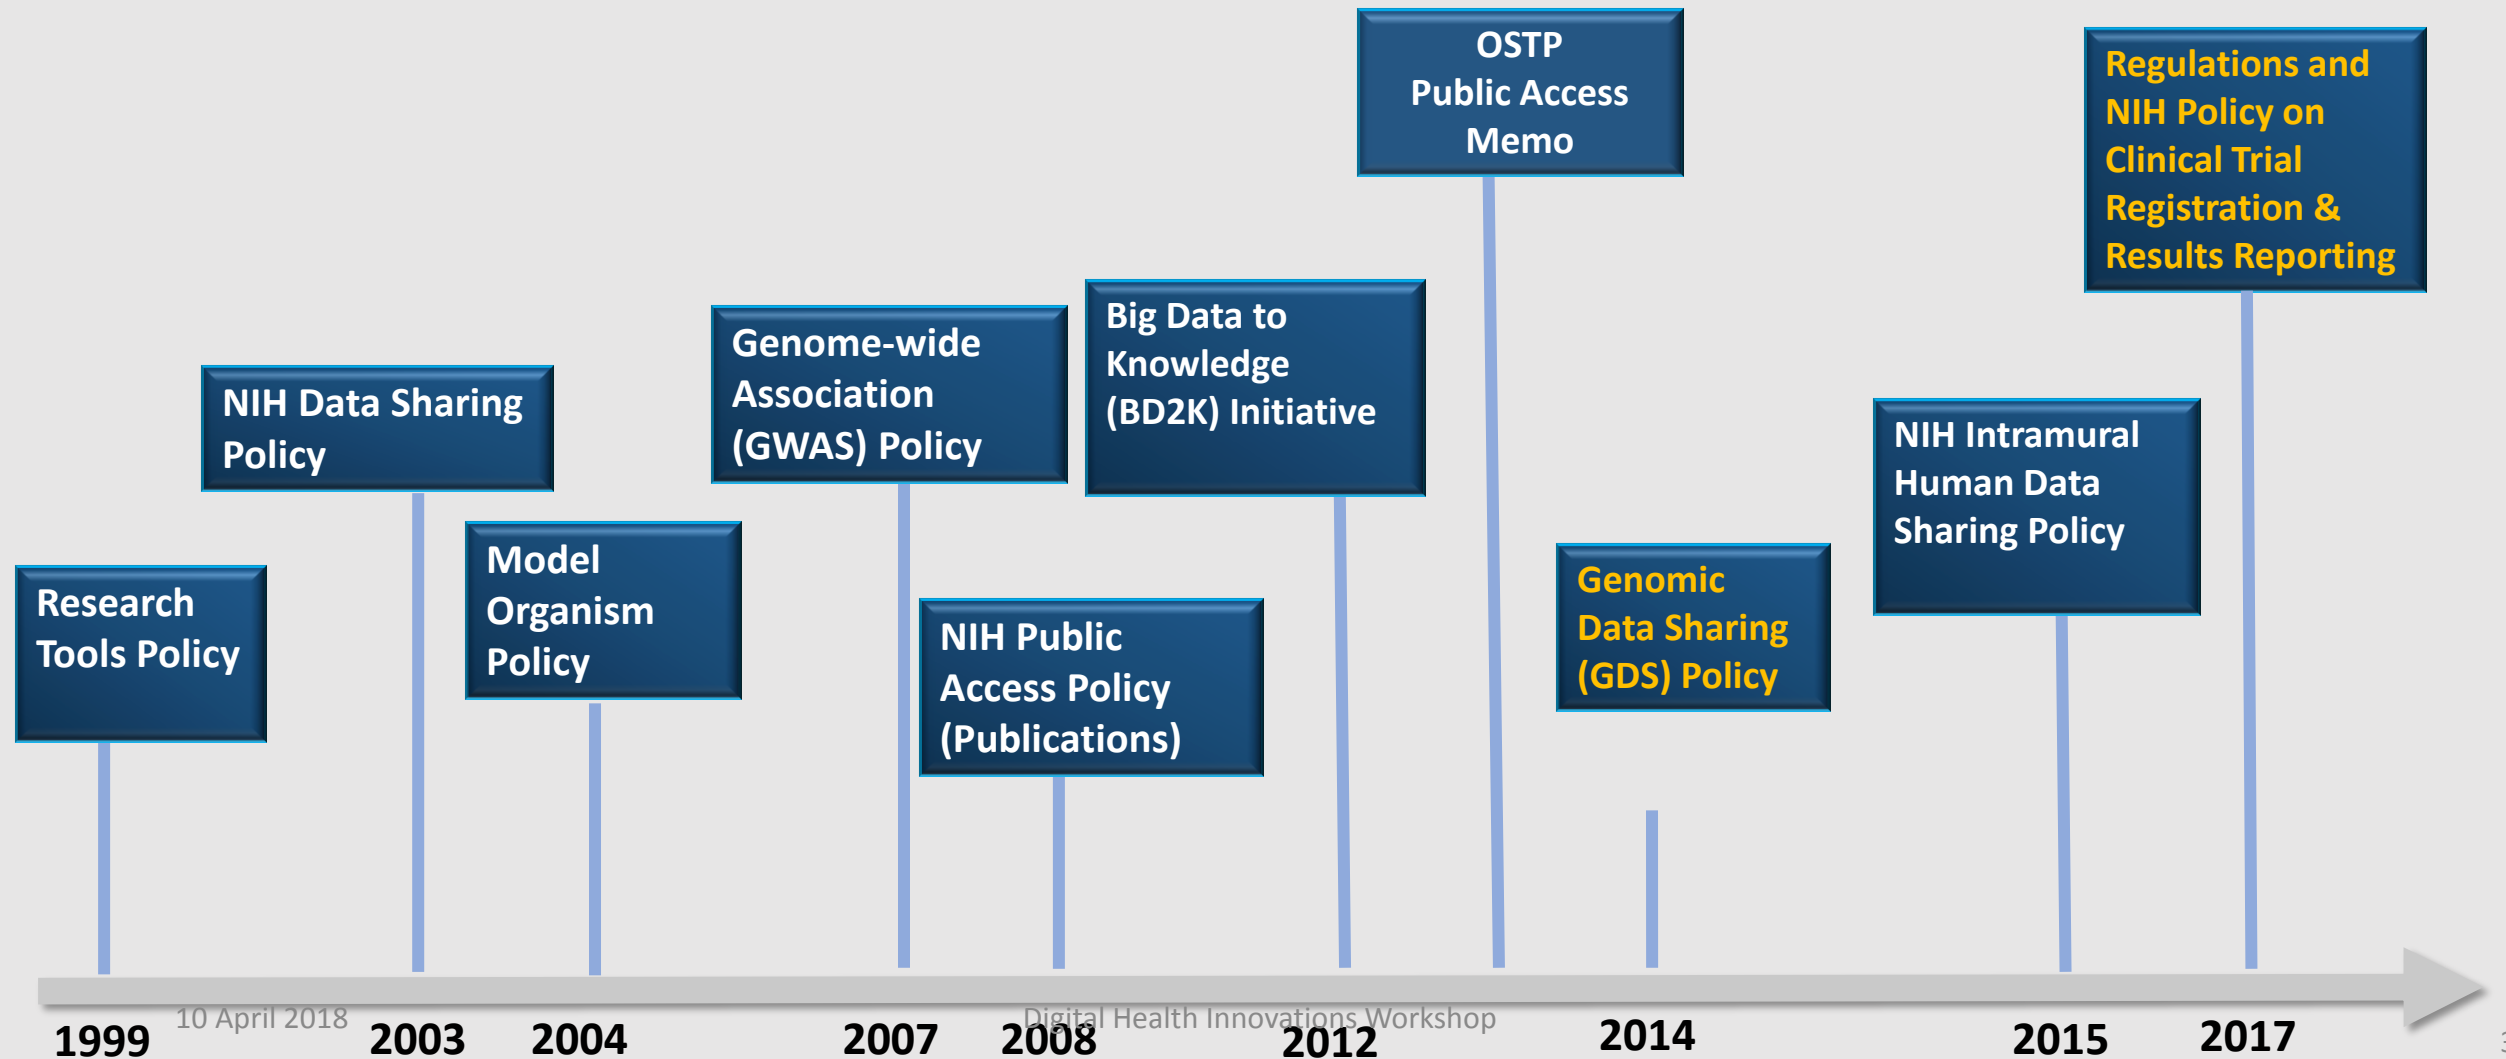 OSTP
Public Access
Memo
Regulations and
NIH Policy on
Clinical Trial
Registration &
Results Reporting
Big Data to
Knowledge
(BD2K) Initiative
Genome-wide
Association
(GWAS) Policy
NIH Data Sharing
Policy
NIH Intramural
Human Data
Sharing Policy
Model
Organism
Policy
Genomic
Data Sharing
(GDS) Policy
Research
Tools Policy
NIH Public
Access Policy
(Publications)
10 April 2018
Digital Health Innovations Workshop
1999
2003
2004
2007
2008
2012
2014
2015
2017